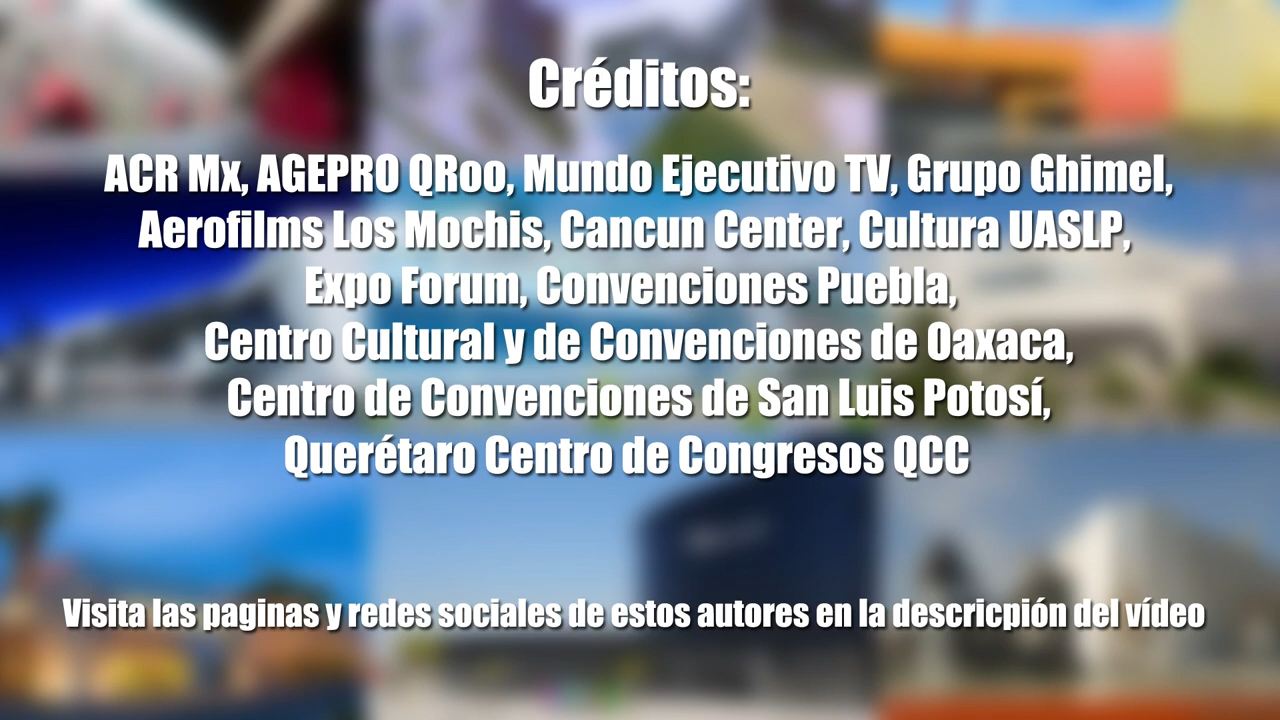 Créditos:
ACR Mx, AGEPRO QRoo, Mundo Ejecutivo TV, Grupo Ghimel,
Aerofilms Los Mochis, Cancun Center, Cultura UASLP,
Expo Forum, Convenciones Puebla,
Centro Cultural y de Convenciones de Oaxaca,
Centro de Convenciones de San Luis Potosí,
Querétaro Centro de Congresos QCC
Visita las paginas y redes sociales de estos autores en la descricpión del vídeo